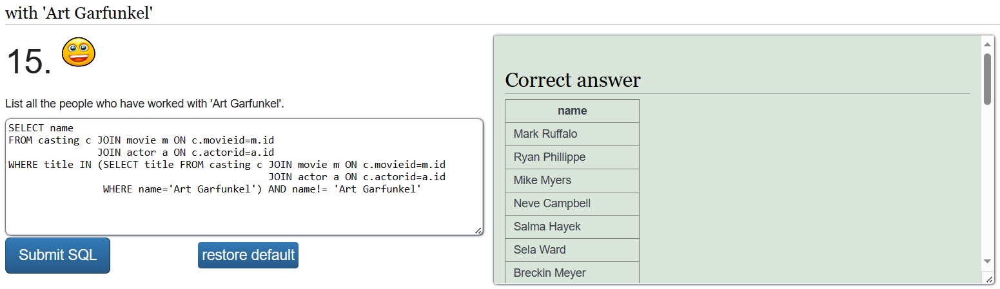 with 'Art Garfunkel'
15.
List all the people who have worked with 'Art Garfunkel'.
SELECT name
FROM casting c JOIN movie m ON c.movieid=m.id
JOIN actor a ON c.actorid=a.id
WHERE title IN (SELECT title FROM casting c JOIN movie m ON c.movieid=m.id
JOIN actor a ON c.actorid=a.id
WHERE name='Art Garfunkel') AND name!= 'Art Garfunkel'
Submit SQL
restore default
Correct answer
name
Mark Ruffalo
Ryan Phillippe
Mike Myers
Neve Campbell
Salma Hayek
Sela Ward
Breckin Meyer